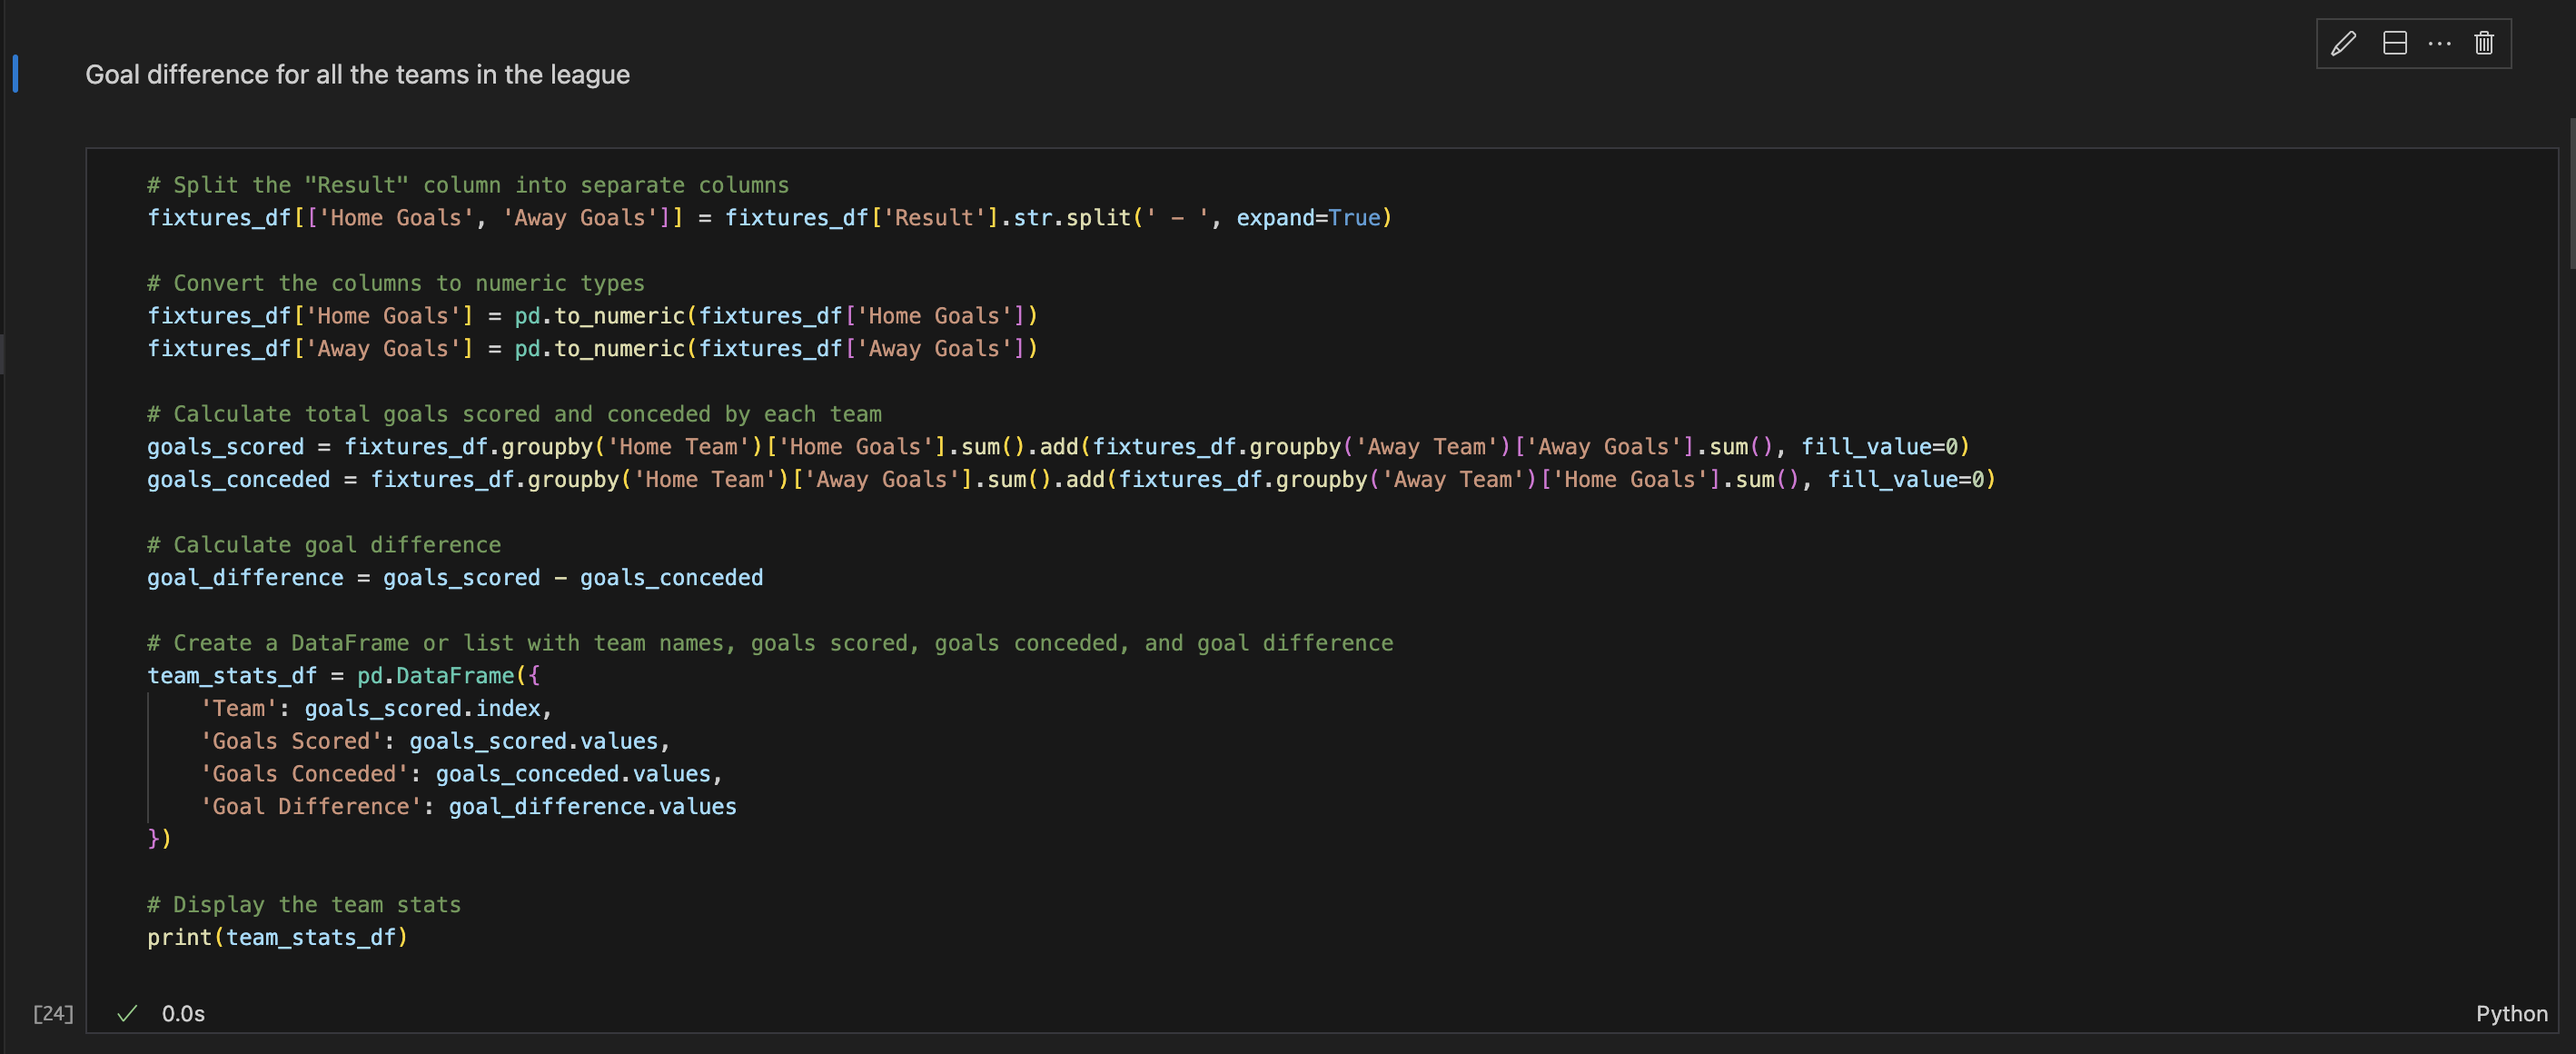 Goal difference for all the teams in the league
# Split the "Result" column into separate columns
fixtures_df[['Home Goals', 'Away Goals']] = fixtures_df['Result'].str.split(' - ', expand=True)
# Convert the columns to numeric types
fixtures_df['Home Goals'] = pd.to_numeric(fixtures_df['Home Goals'])
fixtures_df['Away Goals'] = pd.to_numeric(fixtures_df['Away Goals'])
# Calculate total goals scored and conceded by each team
goals_scored = fixtures_df.groupby('Home Team')['Home Goals'].sum().add(fixtures_df.groupby('Away Team')['Away Goals'].sum(), fill_value=0)
goals_conceded = fixtures_df.groupby('Home Team')['Away Goals'].sum().add(fixtures_df.groupby('Away Team')['Home Goals'].sum(), fill_value=0)
# Calculate goal difference
goal_difference = goals_scored - goals_conceded
# Create a DataFrame or list with team names, goals scored, goals conceded, and goal difference
team_stats_df = pd.DataFrame({
    'Team': goals_scored.index,
    'Goals Scored': goals_scored.values,
    'Goals Conceded': goals_conceded.values,
    'Goal Difference': goal_difference.values
})
# Display the team stats
print(team_stats_df)
[24] ✓ 0.0s Python